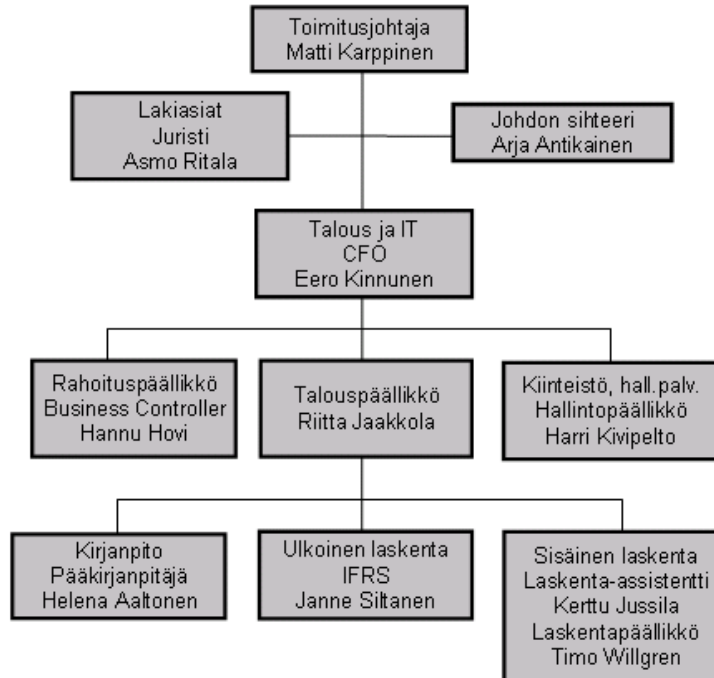 Toimitusjohtaja
Matti Karppinen
Lakiasiat
Juristi
Asmo Ritala
Johdon sihteeri
Arja Antikainen
Talous ja IT
CFO
Eero Kinnunen
Rahoituspäällikkö
Business Controller
Hannu Hovi
Talouspäällikkö
Riitta Jaakkola
Kiinteistö, hall.palv.
Hallintopäällikkö
Harri Kivipelto
Kirjanpito
Pääkirjanpitäjä
Helena Aaltonen
Ulkoinen laskenta
IFRS
Janne Siltanen
Sisäinen laskenta
Laskenta-assistentti
Kerttu Jussila
Laskentapäällikkö
Timo Willgren